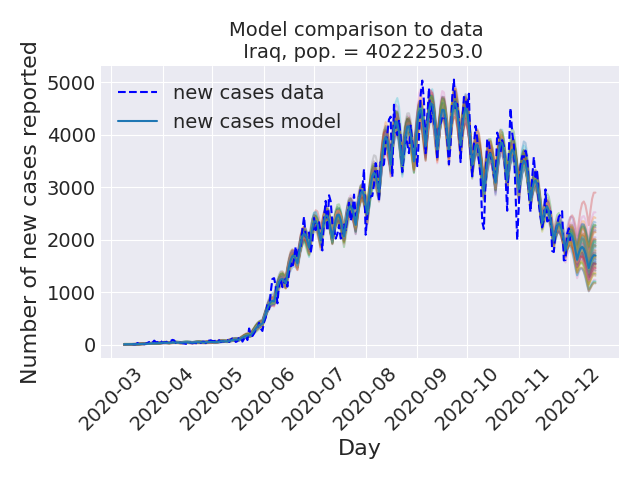 Model comparison to data
Iraq, pop. = 40222503.0
Number of new cases reported
5000
4000
3000
2000
1000
0
new cases data
new cases model
2020-03
2020-04
2020-05
2020-06
2020-07
2020-08
2020-09
2020-10
2020-11
2020-12
Day